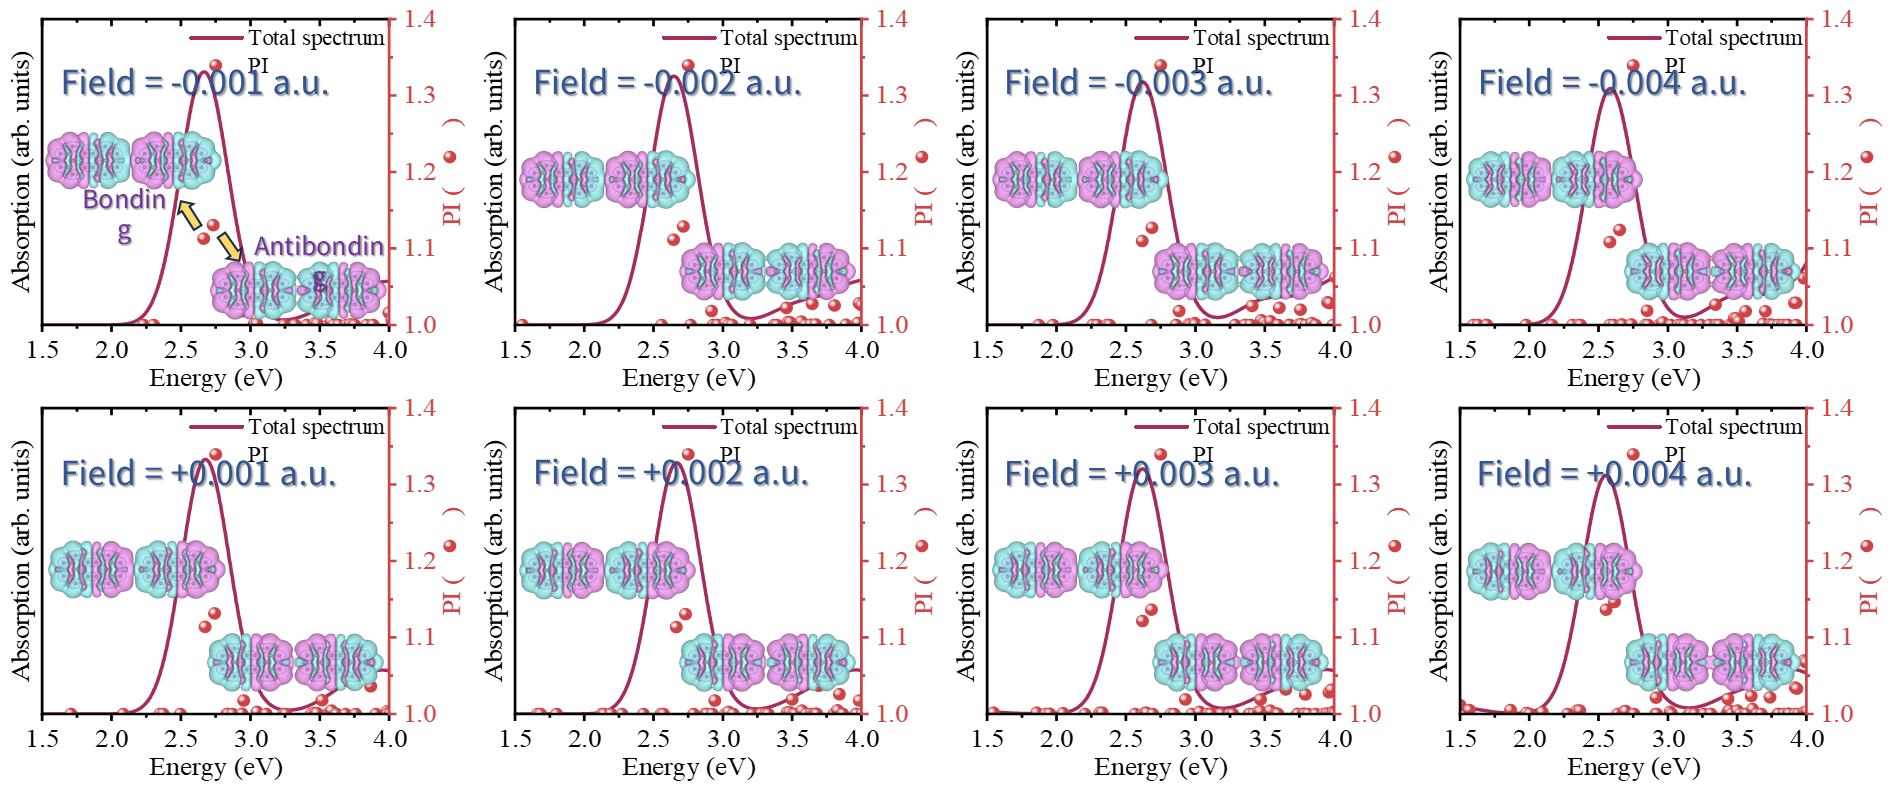 Total spectrum
PI
Field = -0.001 a.u.
Bondin
g
Antibondin
g
Absorption (arb. units)
1.5 2.0 2.5 3.0 3.5 4.0
Energy (eV)
1.4
1.3
1.2
1.1
1.0
PI ( )
Total spectrum
PI
Field = -0.002 a.u.
Absorption (arb. units)
1.5 2.0 2.5 3.0 3.5 4.0
Energy (eV)
1.4
1.3
1.2
1.1
1.0
PI ( )
Total spectrum
PI
Field = -0.003 a.u.
Absorption (arb. units)
1.5 2.0 2.5 3.0 3.5 4.0
Energy (eV)
1.4
1.3
1.2
1.1
1.0
PI ( )
Total spectrum
PI
Field = -0.004 a.u.
Absorption (arb. units)
1.5 2.0 2.5 3.0 3.5 4.0
Energy (eV)
1.4
1.3
1.2
1.1
1.0
PI ( )
Total spectrum
PI
Field = +0.001 a.u.
Absorption (arb. units)
1.5 2.0 2.5 3.0 3.5 4.0
Energy (eV)
1.4
1.3
1.2
1.1
1.0
PI ( )
Total spectrum
PI
Field = +0.002 a.u.
Absorption (arb. units)
1.5 2.0 2.5 3.0 3.5 4.0
Energy (eV)
1.4
1.3
1.2
1.1
1.0
PI ( )
Total spectrum
PI
Field = +0.003 a.u.
Absorption (arb. units)
1.5 2.0 2.5 3.0 3.5 4.0
Energy (eV)
1.4
1.3
1.2
1.1
1.0
PI ( )
Total spectrum
PI
Field = +0.004 a.u.
Absorption (arb. units)
1.5 2.0 2.5 3.0 3.5 4.0
Energy (eV)
1.4
1.3
1.2
1.1
1.0
PI ( )